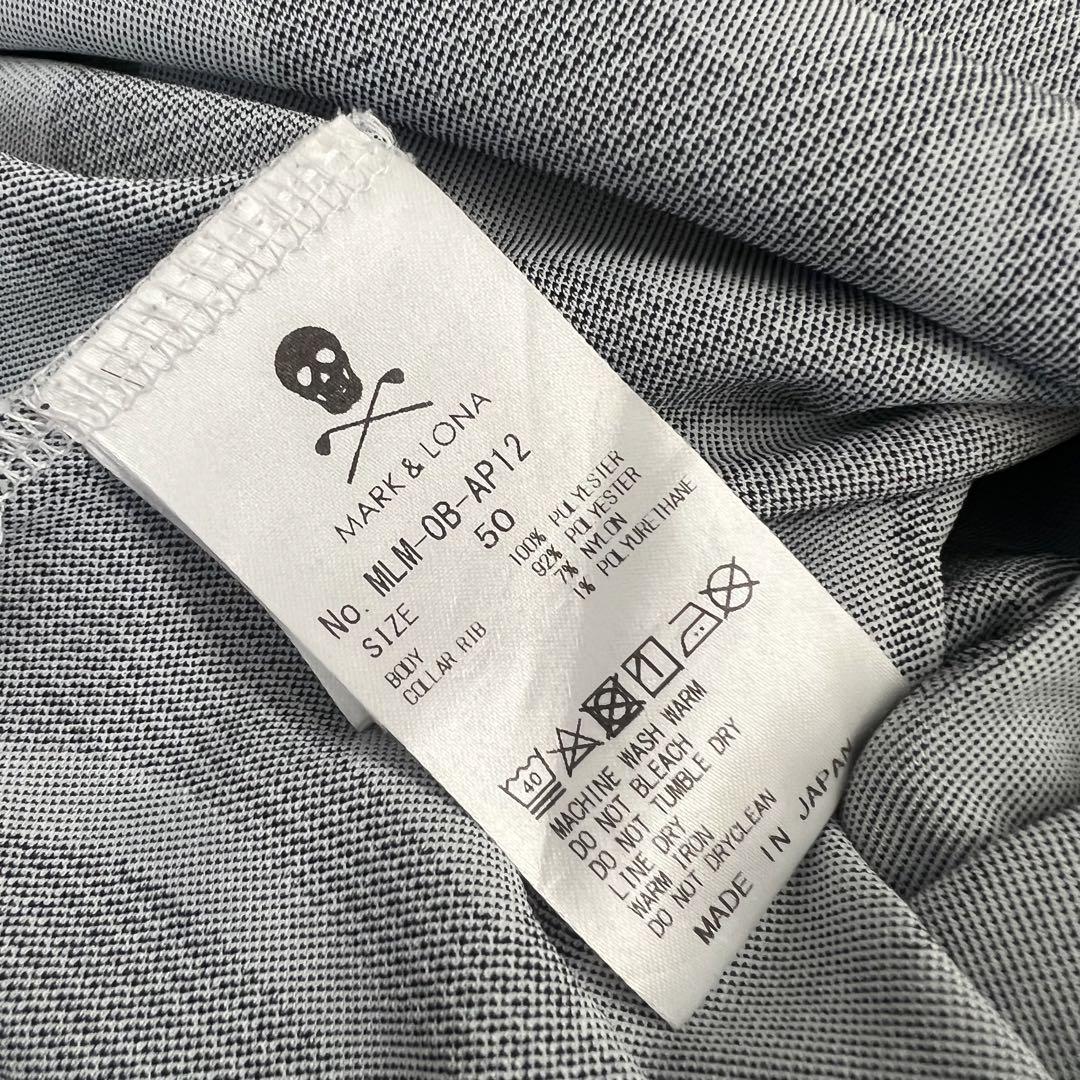 MARK & LONA
No. MLM-0B-AP12
SIZE 50
BODY 100% POLYESTER
COLLAR RIB 92% POLYESTER
7% NYLON
1% POLYURETHANE
40
MACHINE WASH WARM
DO NOT BLEACH
DO NOT TUMBLE DRY
LINE DRY
WARM IRON
DO NOT DRYCLEAN
MADE IN JAPAN